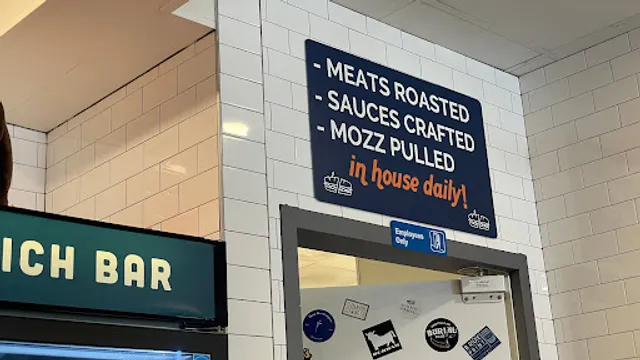 - MEATS ROASTED
- SAUCES CRAFTED
- MOZZ PULLED
in house daily!
Employees
Only
ICH BAR